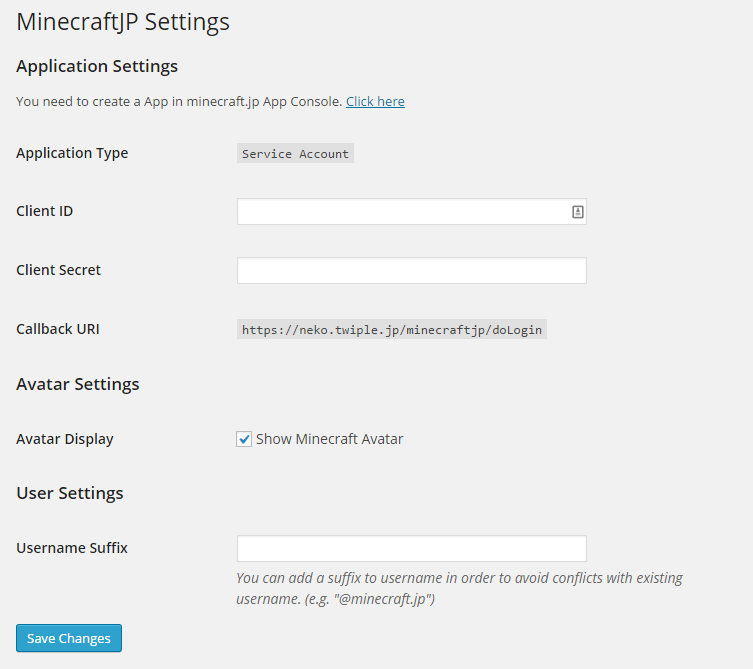 MinecraftJP Settings
Application Settings
You need to create a App in minecraft.jp App Console. Click here
Application Type Service Account
Client ID
Client Secret
Callback URI https://neko.twiple.jp/minecraftjp/doLogin
Avatar Settings
Avatar Display Show Minecraft Avatar
User Settings
Username Suffix
You can add a suffix to username in order to avoid conflicts with existing
username. (e.g. "@minecraft.jp")
Save Changes